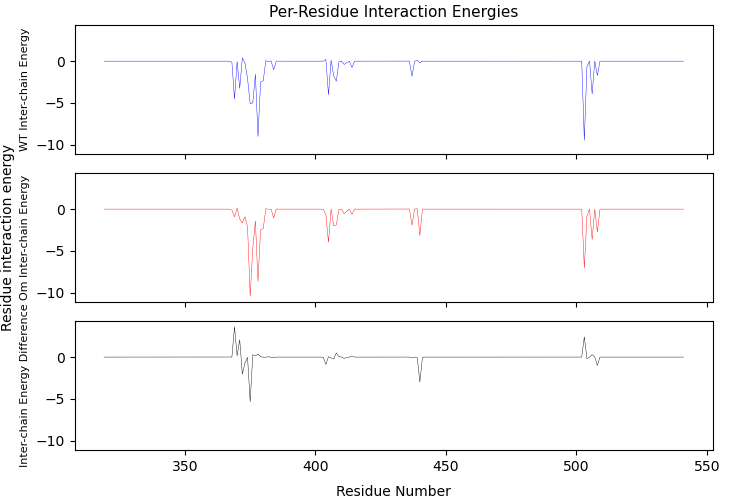 Per-Residue Interaction Energies
Residue interaction energy
WT Inter-chain Energy
0
−5
−10
Om Inter-chain Energy
0
−5
−10
Inter-chain Energy Difference
0
−5
−10
350
400
450
500
550
Residue Number